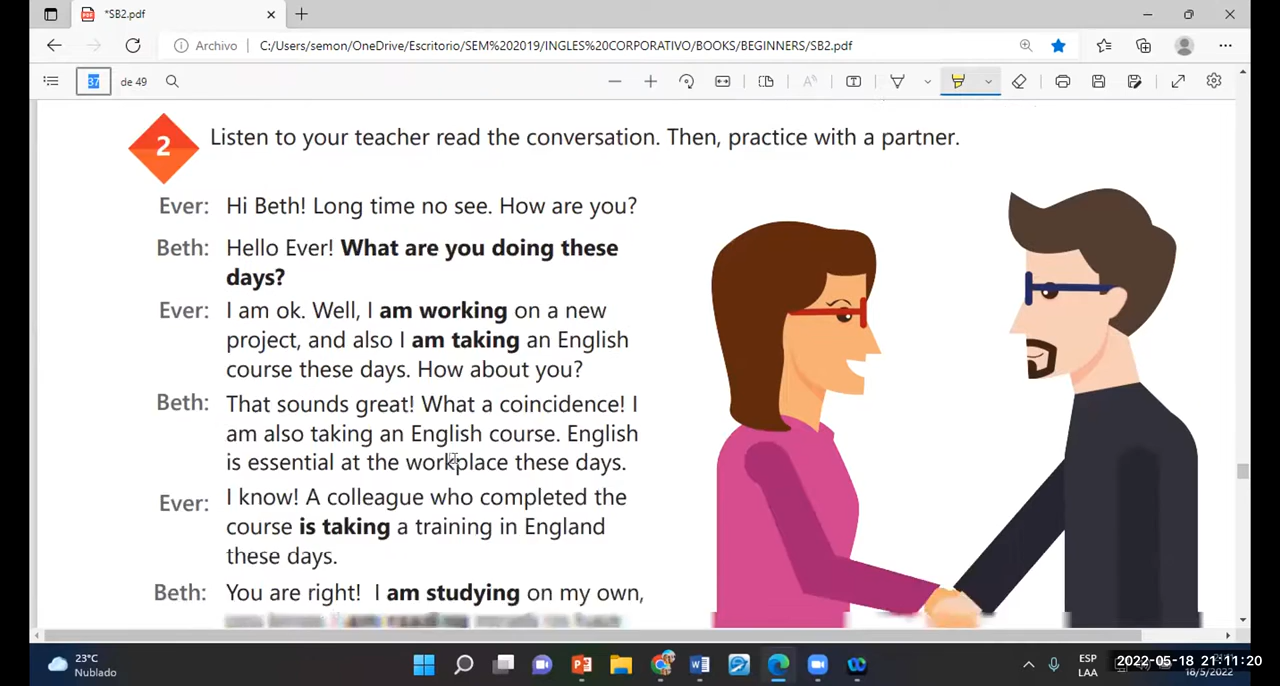 *SB2.pdf
Archivo C:/Users/semon/OneDrive/Escritorio/SEM%202019/INGLES%20CORPORATIVO/BOOKS/BEGINNERS/SB2.pdf
37 de 49
2 Listen to your teacher read the conversation. Then, practice with a partner.
Ever: Hi Beth! Long time no see. How are you?
Beth: Hello Ever! What are you doing these
days?
Ever: I am ok. Well, I am working on a new
project, and also I am taking an English
course these days. How about you?
Beth: That sounds great! What a coincidence! I
am also taking an English course. English
is essential at the workplace these days.
Ever: I know! A colleague who completed the
course is taking a training in England
these days.
Beth: You are right! I am studying on my own,
23°C
Nublado
ESP
LAA
2022-05-18 21:11:20
18/5/2022